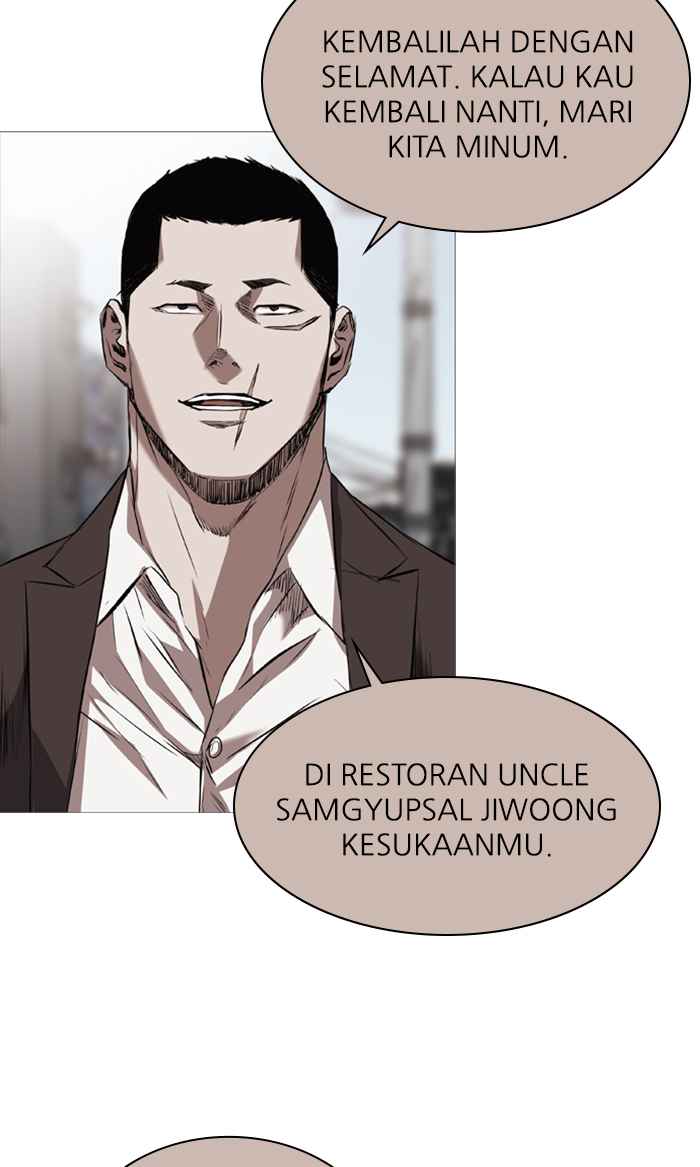 KEMBALILAH DENGAN
SELAMAT. KALAU KAU
KEMBALI NANTI, MARI
KITA MINUM.
DI RESTORAN UNCLE
SAMGYUPSAL JIWOONG
KESUKAANMU.